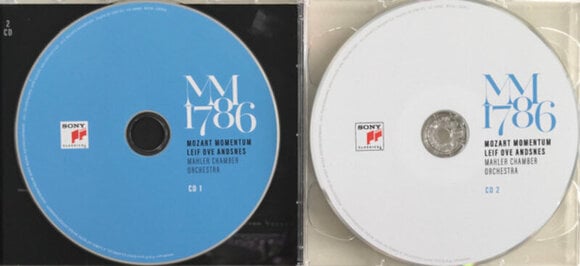 2
CD
MM
1786
SONY
CLASSICAL
MOZART MOMENTUM
LEIF OVE ANDSNES
MAHLER CHAMBER
ORCHESTRA
CD 1
MM
1786
SONY
CLASSICAL
MOZART MOMENTUM
LEIF OVE ANDSNES
MAHLER CHAMBER
ORCHESTRA
CD 2